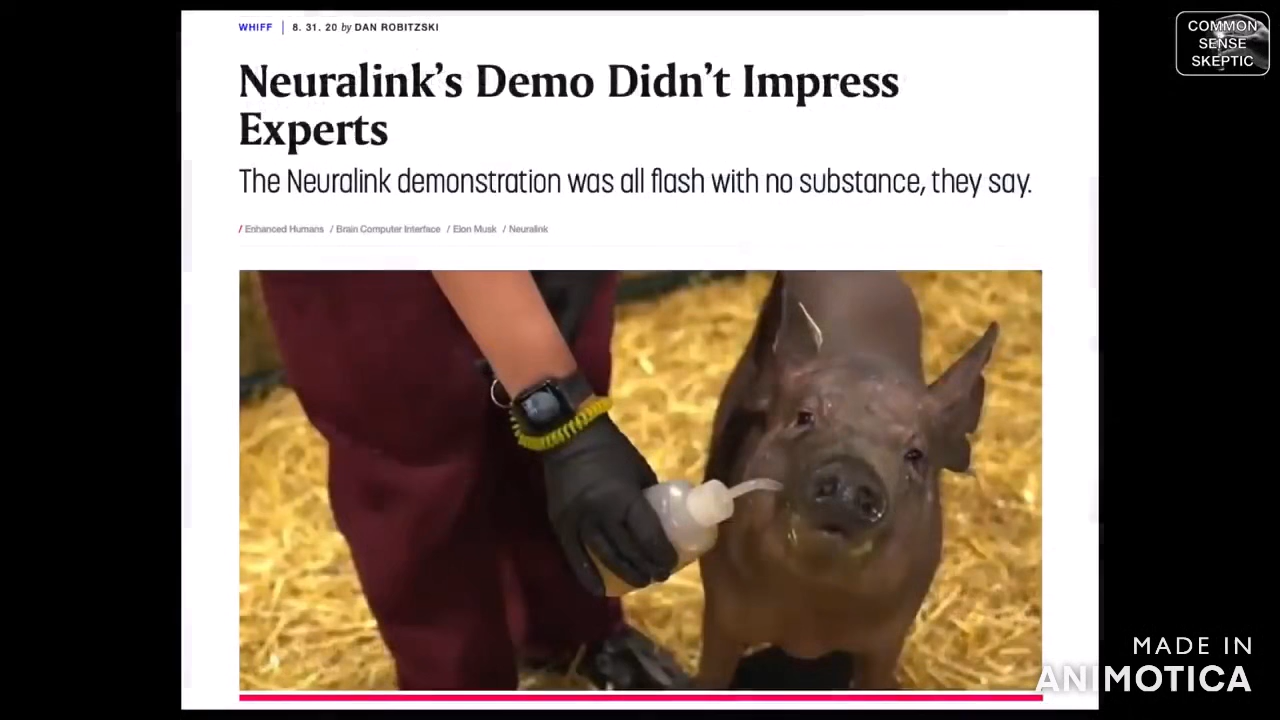 WHIFF | 8. 31. 20 by DAN ROBITZSKI
COMMON
SENSE
SKEPTIC
Neuralink's Demo Didn't Impress
Experts
The Neuralink demonstration was all flash with no substance, they say.
/ Enhanced Humans / Brain Computer Interface / Elon Musk / Neuralink
MADE IN
ANIMOTICA